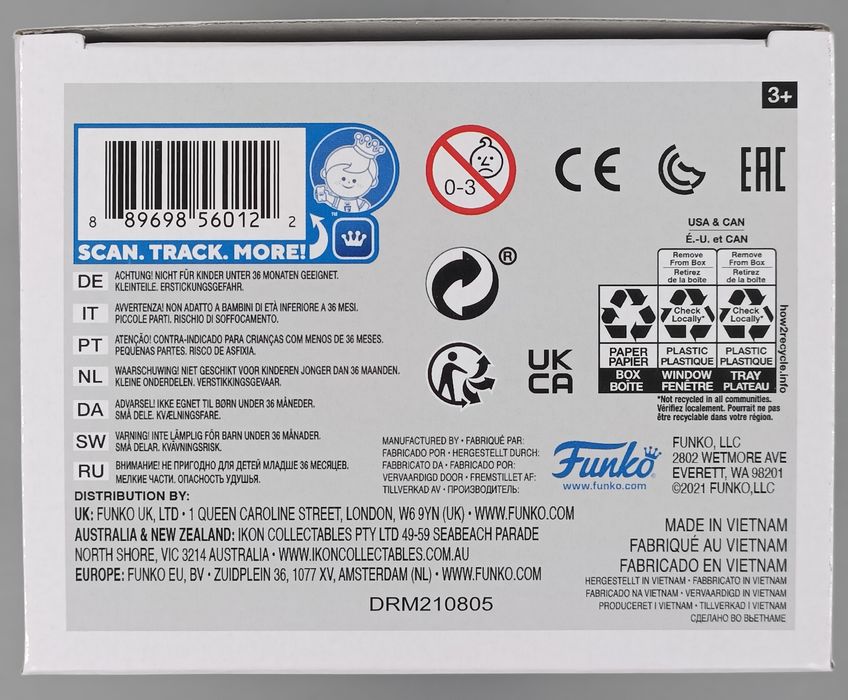 3+
8 89698 56012 2
™
SCAN. TRACK. MORE!
0-3
CE
EAC
®
UK
CA
USA & CAN
É.-U. et CAN
Remove From Box
Retirez de la boîte
Remove From Box
Retirez de la boîte
Check Locally*
Check Locally*
PAPER
PAPIER
BOX
BOÎTE
PLASTIC
PLASTIQUE
WINDOW
FENÊTRE
PLASTIC
PLASTIQUE
TRAY
PLATEAU
how2recycle.info
*Not recycled in all communities.
Vérifiez localement. Pourrait ne pas
être recyclable dans votre région.
DE ACHTUNG! NICHT FÜR KINDER UNTER 36 MONATEN GEEIGNET.
KLEINTEILE. ERSTICKUNGSGEFAHR.
IT AVVERTENZA! NON ADATTO A BAMBINI DI ETÀ INFERIORE A 36 MESI.
PICCOLE PARTI. RISCHIO DI SOFFOCAMENTO.
PT ATENÇÃO! CONTRA-INDICADO PARA CRIANÇAS COM MENOS DE 36 MESES.
PEQUENAS PARTES. RISCO DE ASFIXIA.
NL WAARSCHUWING! NIET GESCHIKT VOOR KINDEREN JONGER DAN 36 MAANDEN.
KLEINE ONDERDELEN. VERSTIKKINGSGEVAAR.
DA ADVARSEL! IKKE EGNET TIL BØRN UNDER 36 MÅNEDER.
SMÅ DELE. KVÆLNINGSFARE.
SW VARNING! INTE LÄMPLIG FÖR BARN UNDER 36 MÅNADER.
SMÅ DELAR. KVÄVNINGSRISK.
RU ВНИМАНИЕ! НЕ ПРИГОДНО ДЛЯ ДЕТЕЙ МЛАДШЕ 36 МЕСЯЦЕВ.
МЕЛКИЕ ЧАСТИ. ОПАСНОСТЬ УДУШЬЯ.
MANUFACTURED BY • FABRIQUÉ PAR:
FABRICADO POR • HERGESTELLT DURCH:
FABBRICATO DA • FABRICADO POR:
VERVAARDIGD DOOR • FREMSTILLET AF:
TILLVERKAD AV • ПРОИЗВОДИТЕЛЬ:
Funko
www.funko.com
FUNKO, LLC
2802 WETMORE AVE
EVERETT, WA 98201
©2021 FUNKO,LLC
DISTRIBUTION BY:
UK: FUNKO UK, LTD • 1 QUEEN CAROLINE STREET, LONDON, W6 9YN (UK) • WWW.FUNKO.COM
AUSTRALIA & NEW ZEALAND: IKON COLLECTABLES PTY LTD 49-59 SEABEACH PARADE
NORTH SHORE, VIC 3214 AUSTRALIA • WWW.IKONCOLLECTABLES.COM.AU
EUROPE: FUNKO EU, BV • ZUIDPLEIN 36, 1077 XV, AMSTERDAM (NL) • WWW.FUNKO.COM
DRM210805
MADE IN VIETNAM
FABRIQUÉ AU VIETNAM
FABRICADO EN VIETNAM
HERGESTELLT IN VIETNAM • FABBRICATO IN VIETNAM
FABRICADO NA VIETNAM • VERVAARDIGD IN VIETNAM
PRODUCERET I VIETNAM • TILLVERKAD I VIETNAM
СДЕЛАНО ВО ВЬЕТНАМЕ